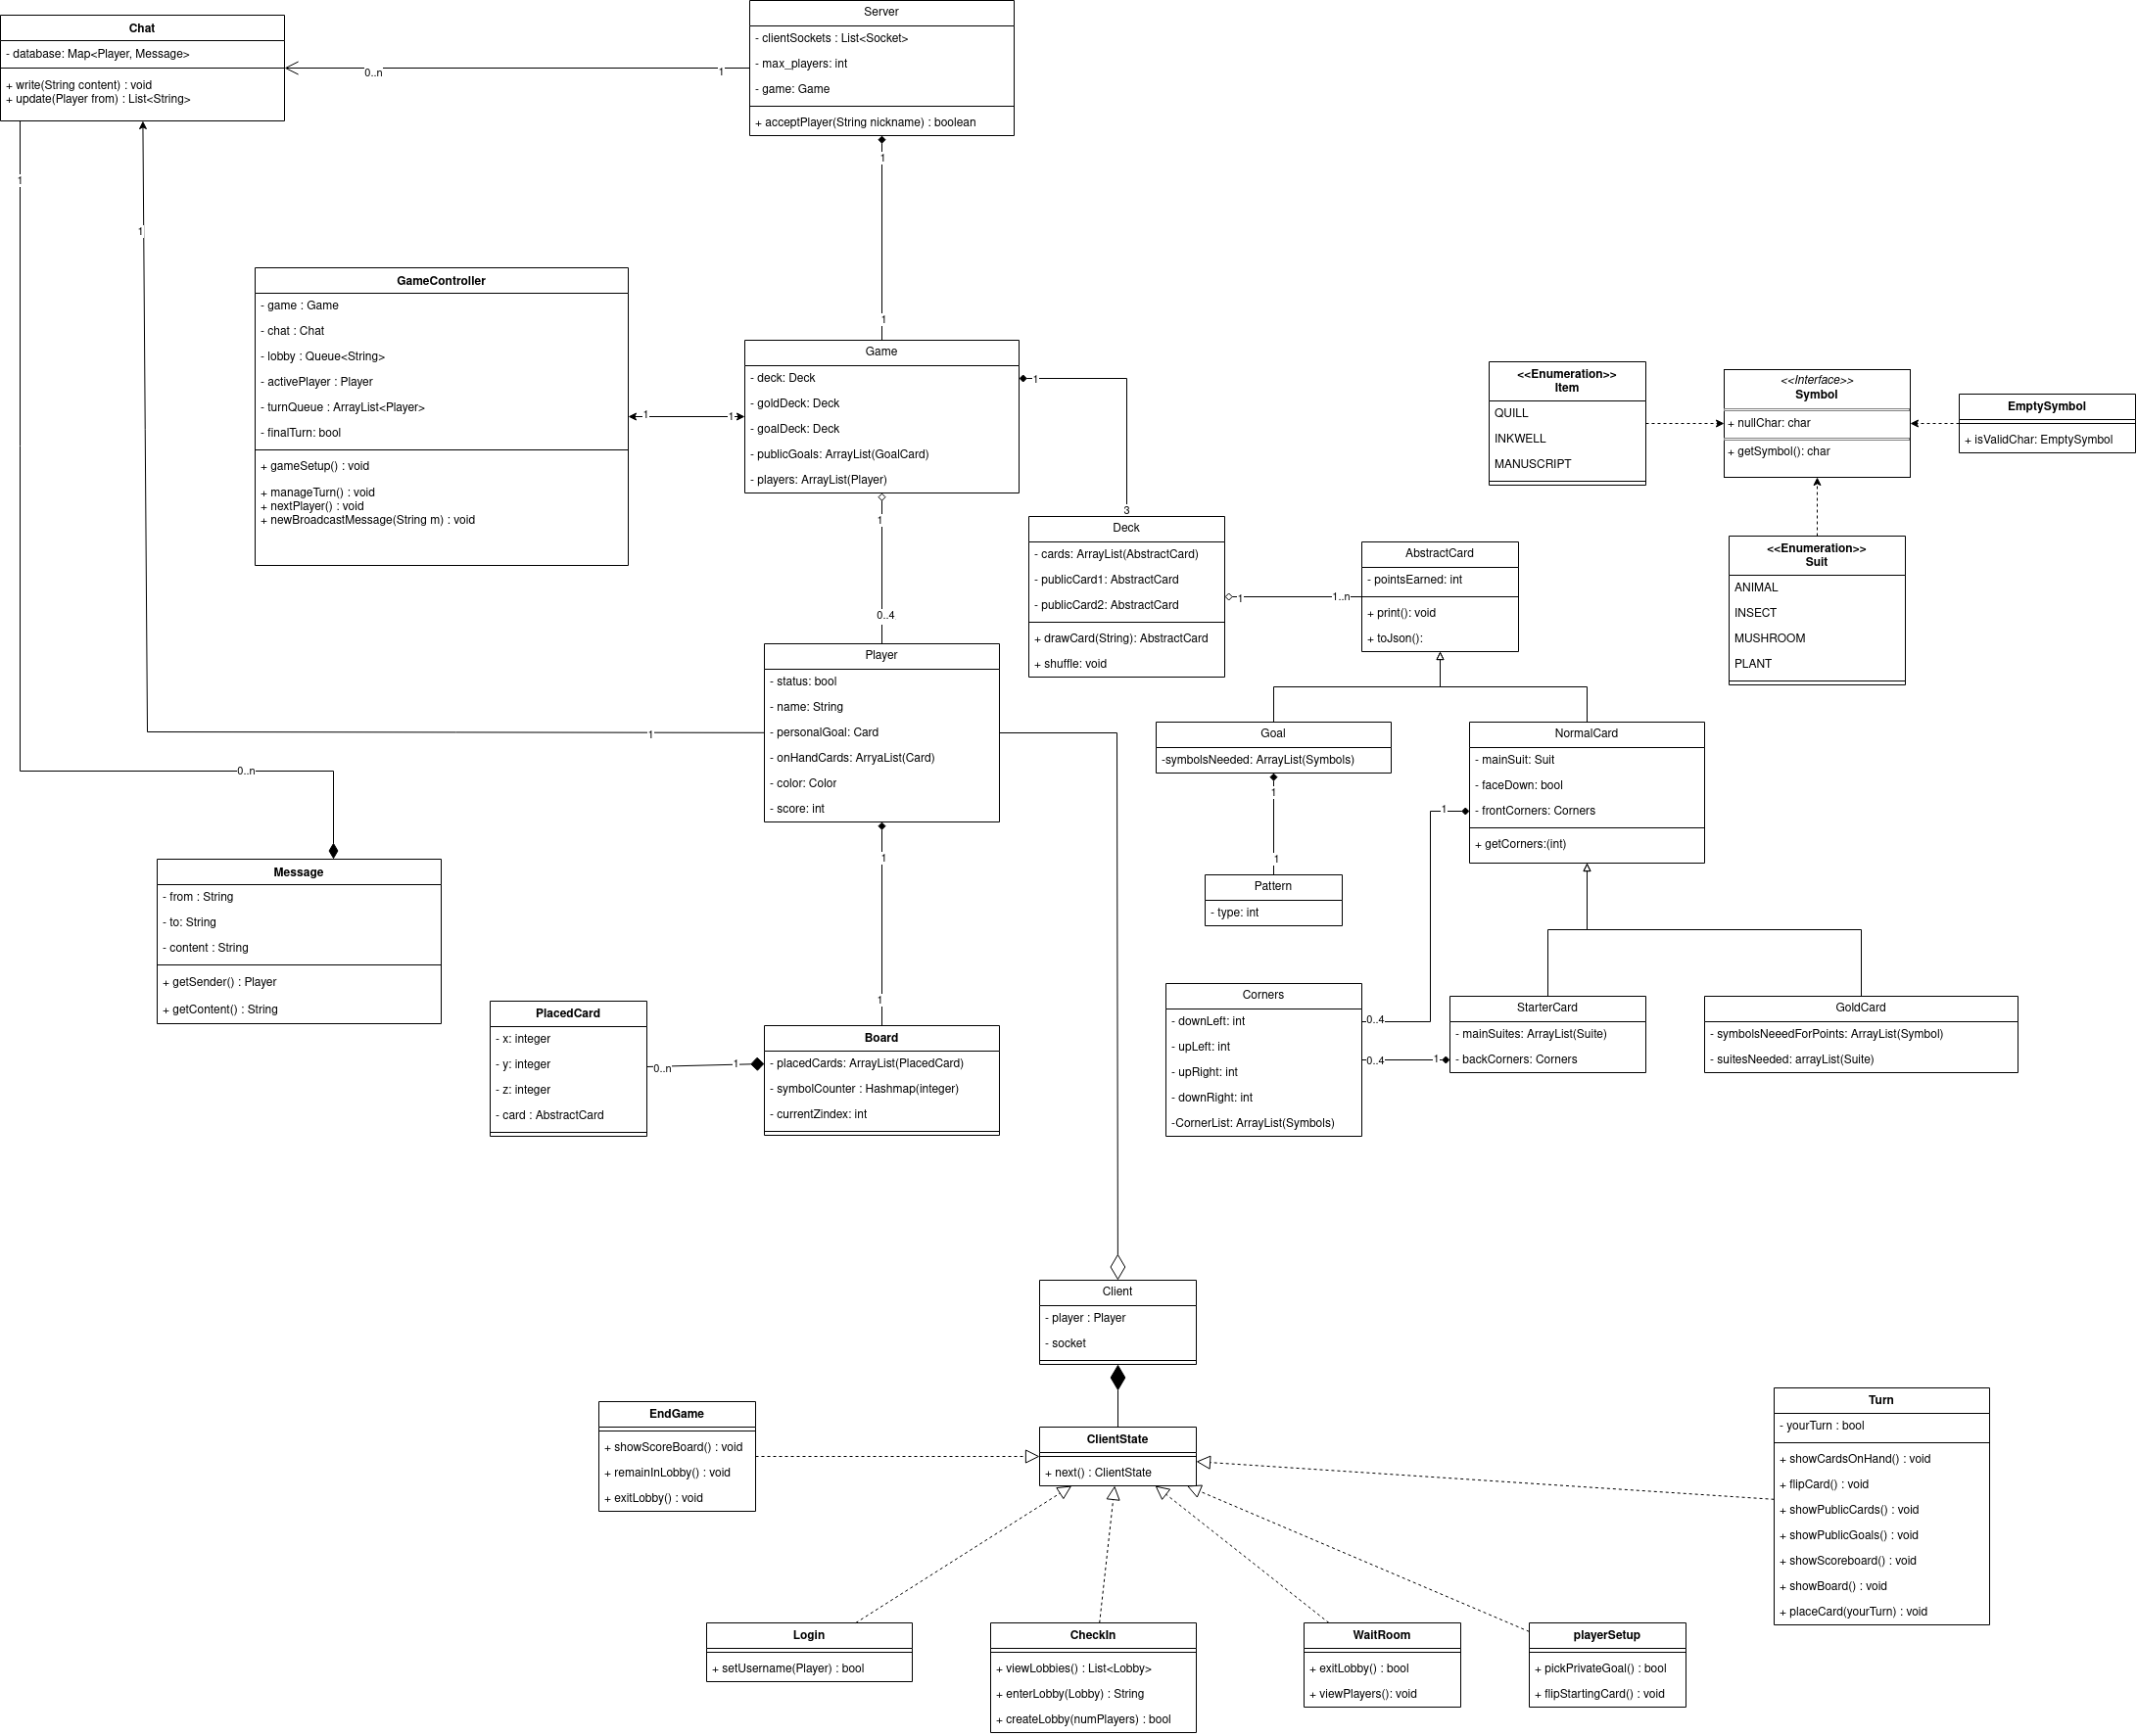 Chat
- database: Map<Player, Message>
+ write(String content) : void
+ update(Player from) : List<String>
Server
- clientSockets : List<Socket>
- max_players: int
- game: Game
+ acceptPlayer(String nickname) : boolean
0..n
1
1
1
1
1
GameController
- game : Game
- chat : Chat
- lobby : Queue<String>
- activePlayer : Player
- turnQueue : ArrayList<Player>
- finalTurn: bool
+ gameSetup() : void
+ manageTurn() : void
+ nextPlayer() : void
+ newBroadcastMessage(String m) : void
1
1
Game
- deck: Deck
- goldDeck: Deck
- goalDeck: Deck
- publicGoals: ArrayList(GoalCard)
- players: ArrayList(Player)
1
3
1
0..4
<<Enumeration>>
Item
QUILL
INKWELL
MANUSCRIPT
<<Interface>>
Symbol
+ nullChar: char
+ getSymbol(): char
EmptySymbol
+ isValidChar: EmptySymbol
<<Enumeration>>
Suit
ANIMAL
INSECT
MUSHROOM
PLANT
Deck
- cards: ArrayList(AbstractCard)
- publicCard1: AbstractCard
- publicCard2: AbstractCard
+ drawCard(String): AbstractCard
+ shuffle: void
1
1..n
AbstractCard
- pointsEarned: int
+ print(): void
+ toJson():
Player
- status: bool
- name: String
- personalGoal: Card
- onHandCards: ArryaList(Card)
- color: Color
- score: int
1
0..n
1
1
Goal
-symbolsNeeded: ArrayList(Symbols)
1
1
Pattern
- type: int
NormalCard
- mainSuit: Suit
- faceDown: bool
- frontCorners: Corners
+ getCorners:(int)
1
Message
- from : String
- to: String
- content : String
+ getSender() : Player
+ getContent() : String
PlacedCard
- x: integer
- y: integer
- z: integer
- card : AbstractCard
0..n
1
Board
- placedCards: ArrayList(PlacedCard)
- symbolCounter : Hashmap(integer)
- currentZindex: int
Corners
- downLeft: int
- upLeft: int
- upRight: int
- downRight: int
-CornerList: ArrayList(Symbols)
0..4
0..4
1
StarterCard
- mainSuites: ArrayList(Suite)
- backCorners: Corners
GoldCard
- symbolsNeeedForPoints: ArrayList(Symbol)
- suitesNeeded: arrayList(Suite)
Client
- player : Player
- socket
ClientState
+ next() : ClientState
EndGame
+ showScoreBoard() : void
+ remainInLobby() : void
+ exitLobby() : void
Turn
- yourTurn : bool
+ showCardsOnHand() : void
+ flipCard() : void
+ showPublicCards() : void
+ showPublicGoals() : void
+ showScoreboard() : void
+ showBoard() : void
+ placeCard(yourTurn) : void
Login
+ setUsername(Player) : bool
CheckIn
+ viewLobbies() : List<Lobby>
+ enterLobby(Lobby) : String
+ createLobby(numPlayers) : bool
WaitRoom
+ exitLobby() : bool
+ viewPlayers(): void
playerSetup
+ pickPrivateGoal() : bool
+ flipStartingCard() : void